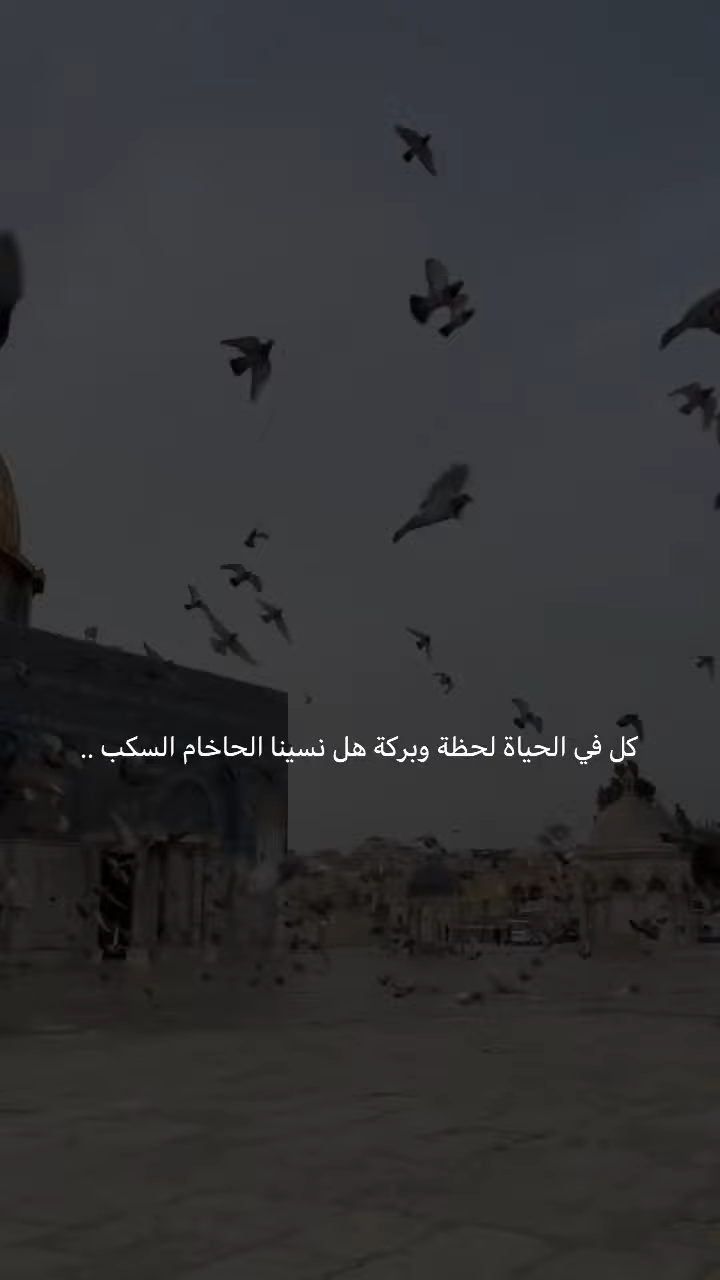 كل في الحياة لحظة وبركة هل نسينا الحاخام السكب ..